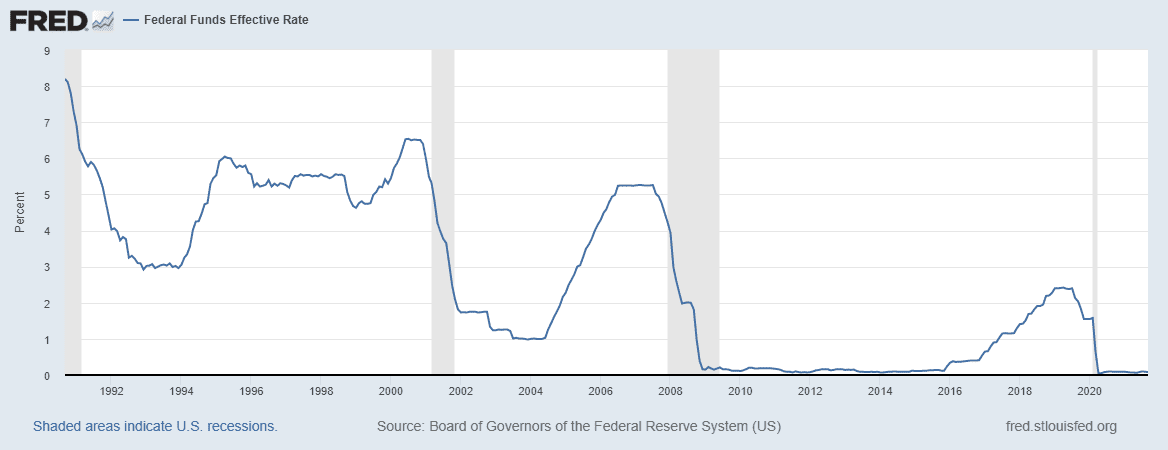 FRED
Federal Funds Effective Rate
9
8
7
6
5
4
3
2
1
0
Percent
1992 1994 1996 1998 2000 2002 2004 2006 2008 2010 2012 2014 2016 2018 2020
Shaded areas indicate U.S. recessions. Source: Board of Governors of the Federal Reserve System (US) fred.stlouisfed.org